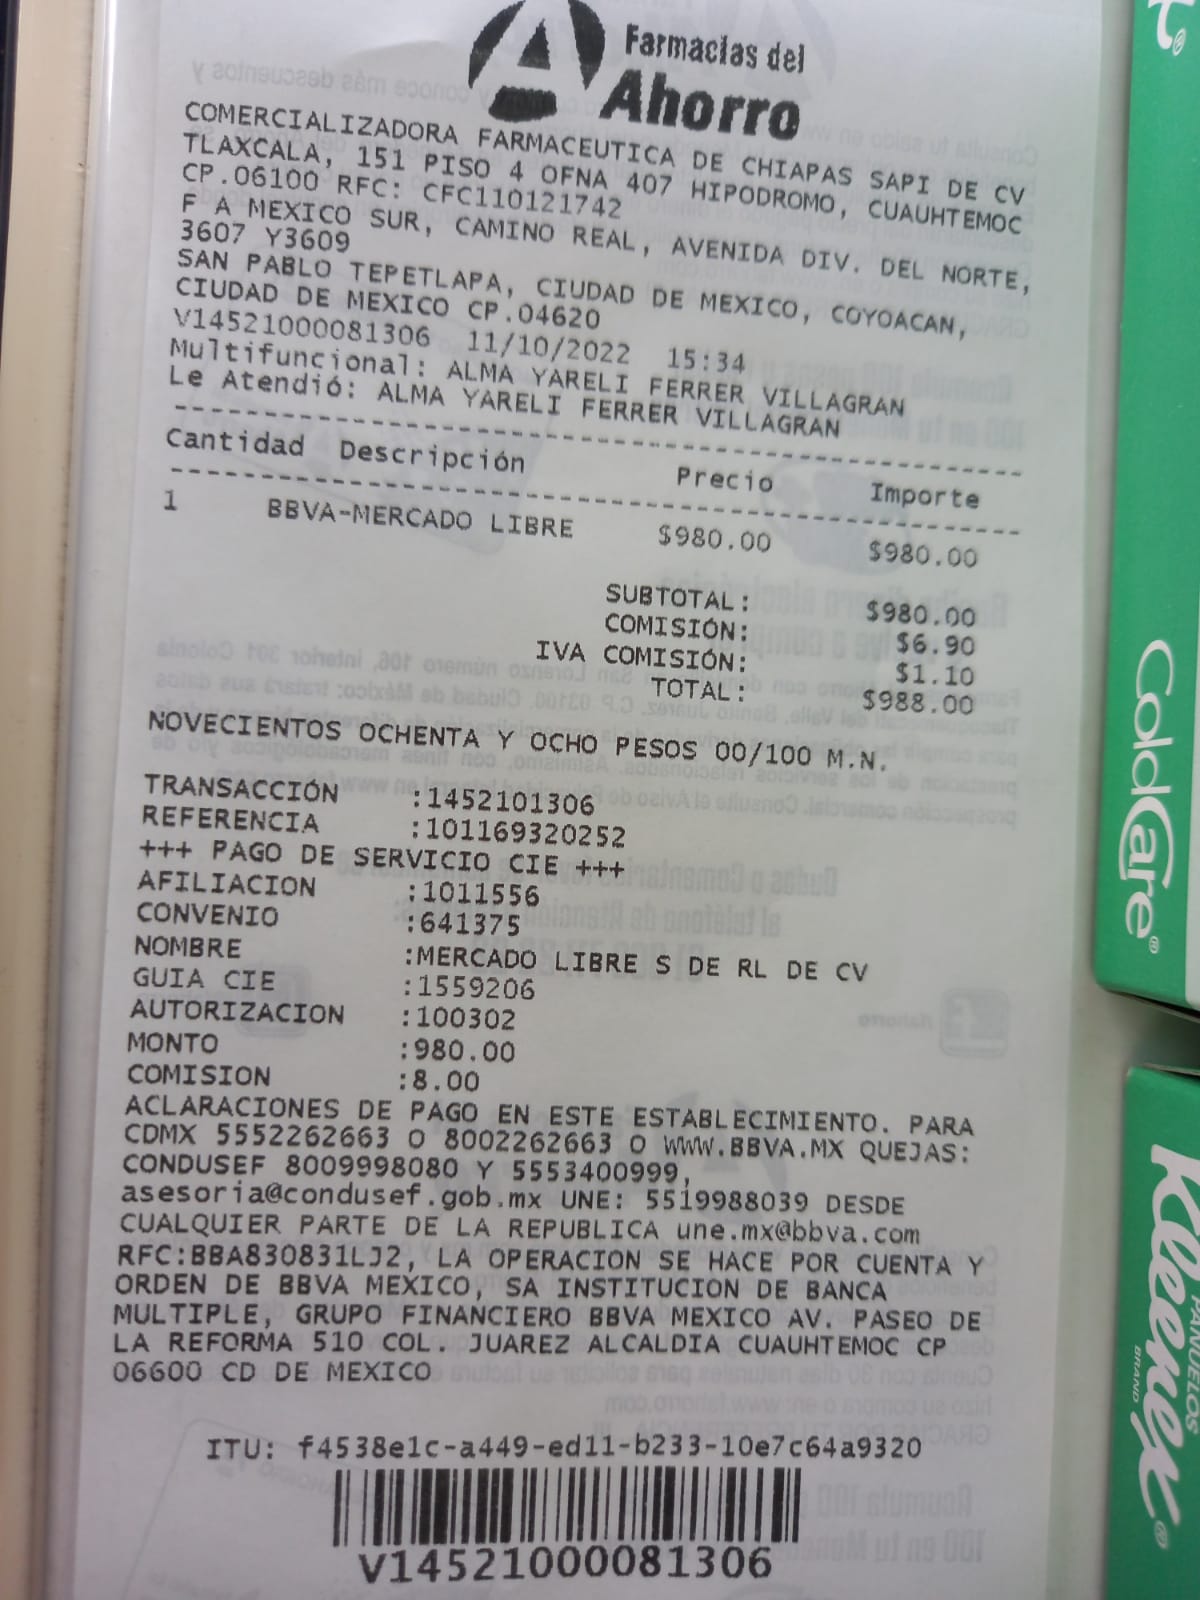 Farmacias del
Ahorro
COMERCIALIZADORA FARMACEUTICA DE CHIAPAS SAPI DE CV
TLAXCALA, 151 PISO 4 OFNA 407 HIPODROMO, CUAUHTEMOC
CP.06100 RFC: CFC110121742
F A MEXICO SUR, CAMINO REAL, AVENIDA DIV. DEL NORTE,
3607 Y3609
SAN PABLO TEPETLAPA, CIUDAD DE MEXICO, COYOACAN,
CIUDAD DE MEXICO CP.04620
V14521000081306 11/10/2022 15:34
Multifuncional: ALMA YARELI FERRER VILLAGRAN
Le Atendió: ALMA YARELI FERRER VILLAGRAN
Cantidad Descripción Precio Importe
1 BBVA-MERCADO LIBRE $980.00 $980.00
SUBTOTAL: $980.00
COMISIÓN: $6.90
IVA COMISIÓN: $1.10
TOTAL: $988.00
NOVECIENTOS OCHENTA Y OCHO PESOS 00/100 M.N.
TRANSACCIÓN :1452101306
REFERENCIA :101169320252
+++ PAGO DE SERVICIO CIE +++
AFILIACION :1011556
CONVENIO :641375
NOMBRE :MERCADO LIBRE S DE RL DE CV
GUIA CIE :1559206
AUTORIZACION :100302
MONTO :980.00
COMISION :8.00
ACLARACIONES DE PAGO EN ESTE ESTABLECIMIENTO. PARA
CDMX 5552262663 O 8002262663 O WWW.BBVA.MX QUEJAS:
CONDUSEF 8009998080 Y 5553400999,
asesoria@condusef.gob.mx UNE: 5519988039 DESDE
CUALQUIER PARTE DE LA REPUBLICA une.mx@bbva.com
RFC:BBA830831LJ2, LA OPERACION SE HACE POR CUENTA Y
ORDEN DE BBVA MEXICO, SA INSTITUCION DE BANCA
MULTIPLE, GRUPO FINANCIERO BBVA MEXICO AV. PASEO DE
LA REFORMA 510 COL. JUAREZ ALCALDIA CUAUHTEMOC CP
06600 CD DE MEXICO
ITU: f4538e1c-a449-ed11-b233-10e7c64a9320
V14521000081306
ColdCare®
Kleenex®
BRAND
PAÑUELOS